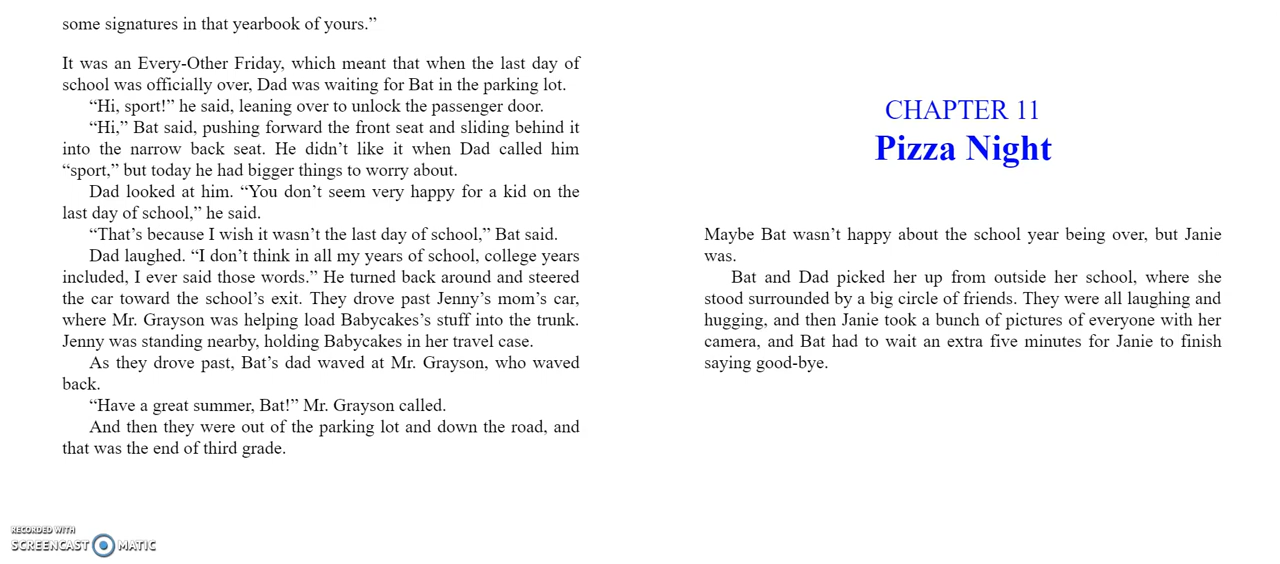 some signatures in that yearbook of yours.”
It was an Every-Other Friday, which meant that when the last day of
school was officially over, Dad was waiting for Bat in the parking lot.
“Hi, sport!” he said, leaning over to unlock the passenger door.
“Hi,” Bat said, pushing forward the front seat and sliding behind it
into the narrow back seat. He didn’t like it when Dad called him
“sport,” but today he had bigger things to worry about.
Dad looked at him. “You don’t seem very happy for a kid on the
last day of school,” he said.
“That’s because I wish it wasn’t the last day of school,” Bat said.
Dad laughed. “I don’t think in all my years of school, college years
included, I ever said those words.” He turned back around and steered
the car toward the school’s exit. They drove past Jenny’s mom’s car,
where Mr. Grayson was helping load Babycakes’s stuff into the trunk.
Jenny was standing nearby, holding Babycakes in her travel case.
As they drove past, Bat’s dad waved at Mr. Grayson, who waved
back.
“Have a great summer, Bat!” Mr. Grayson called.
And then they were out of the parking lot and down the road, and
that was the end of third grade.
CHAPTER 11
Pizza Night
Maybe Bat wasn’t happy about the school year being over, but Janie
was.
Bat and Dad picked her up from outside her school, where she
stood surrounded by a big circle of friends. They were all laughing and
hugging, and then Janie took a bunch of pictures of everyone with her
camera, and Bat had to wait an extra five minutes for Janie to finish
saying good-bye.
RECORDED WITH
SCREENCAST MATIC